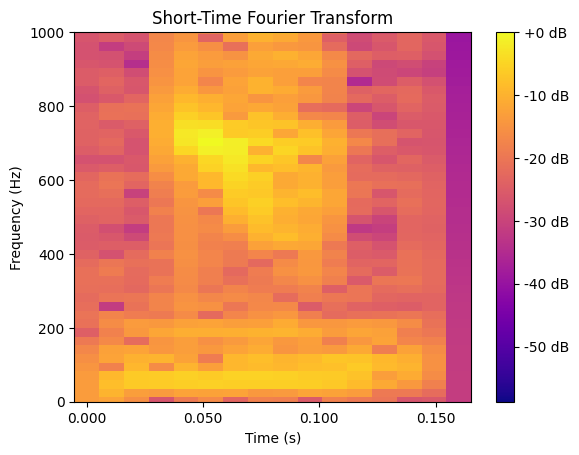 Short-Time Fourier Transform
Frequency (Hz)
1000
800
600
400
200
0
0.000
0.050
0.100
0.150
Time (s)
+0 dB
-10 dB
-20 dB
-30 dB
-40 dB
-50 dB